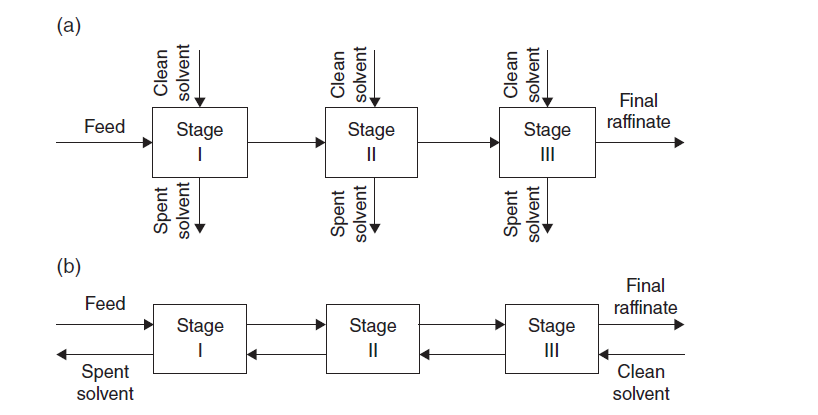 (a)
Clean
solvent
Clean
solvent
Clean
solvent
Feed
Stage
I
Stage
II
Stage
III
Final
raffinate
Spent
solvent
Spent
solvent
Spent
solvent
(b)
Feed
Stage
I
Stage
II
Stage
III
Final
raffinate
Spent
solvent
Clean
solvent